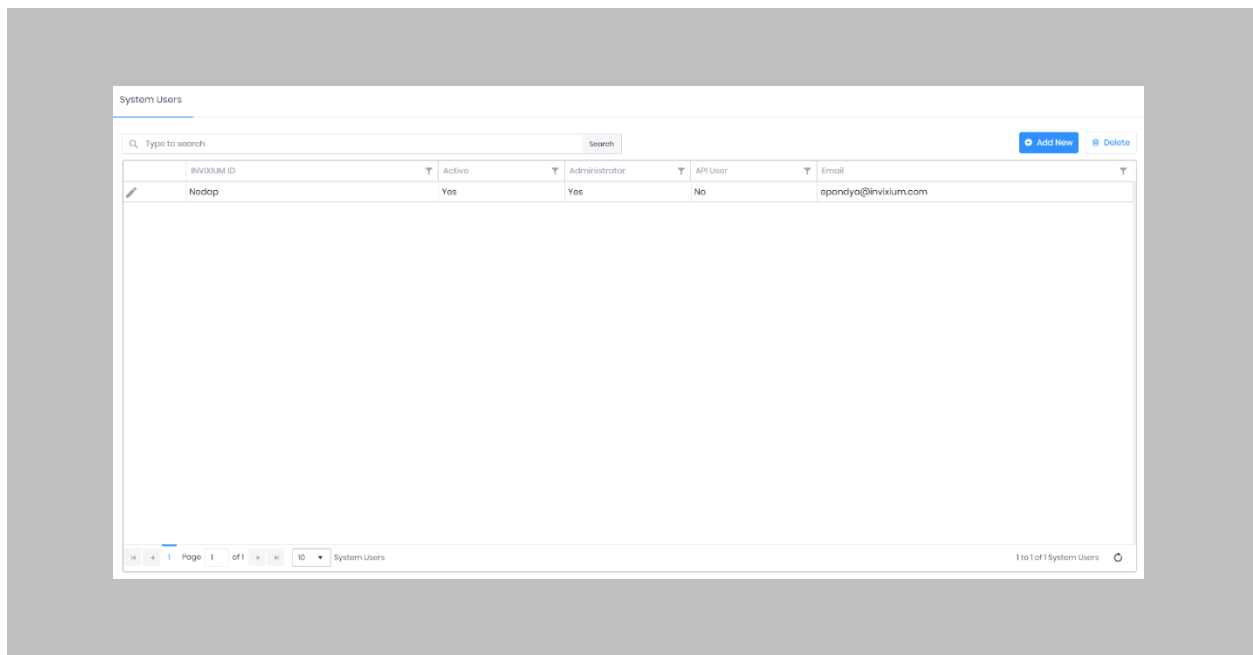 System Users
Type to search Search Add New Delete
INVIXIUM ID Active Administrator API User Email
Nedap Yes Yes No epandya@invixium.com
1 Page 1 of 1 10 System Users 1 to 1 of 1 System Users